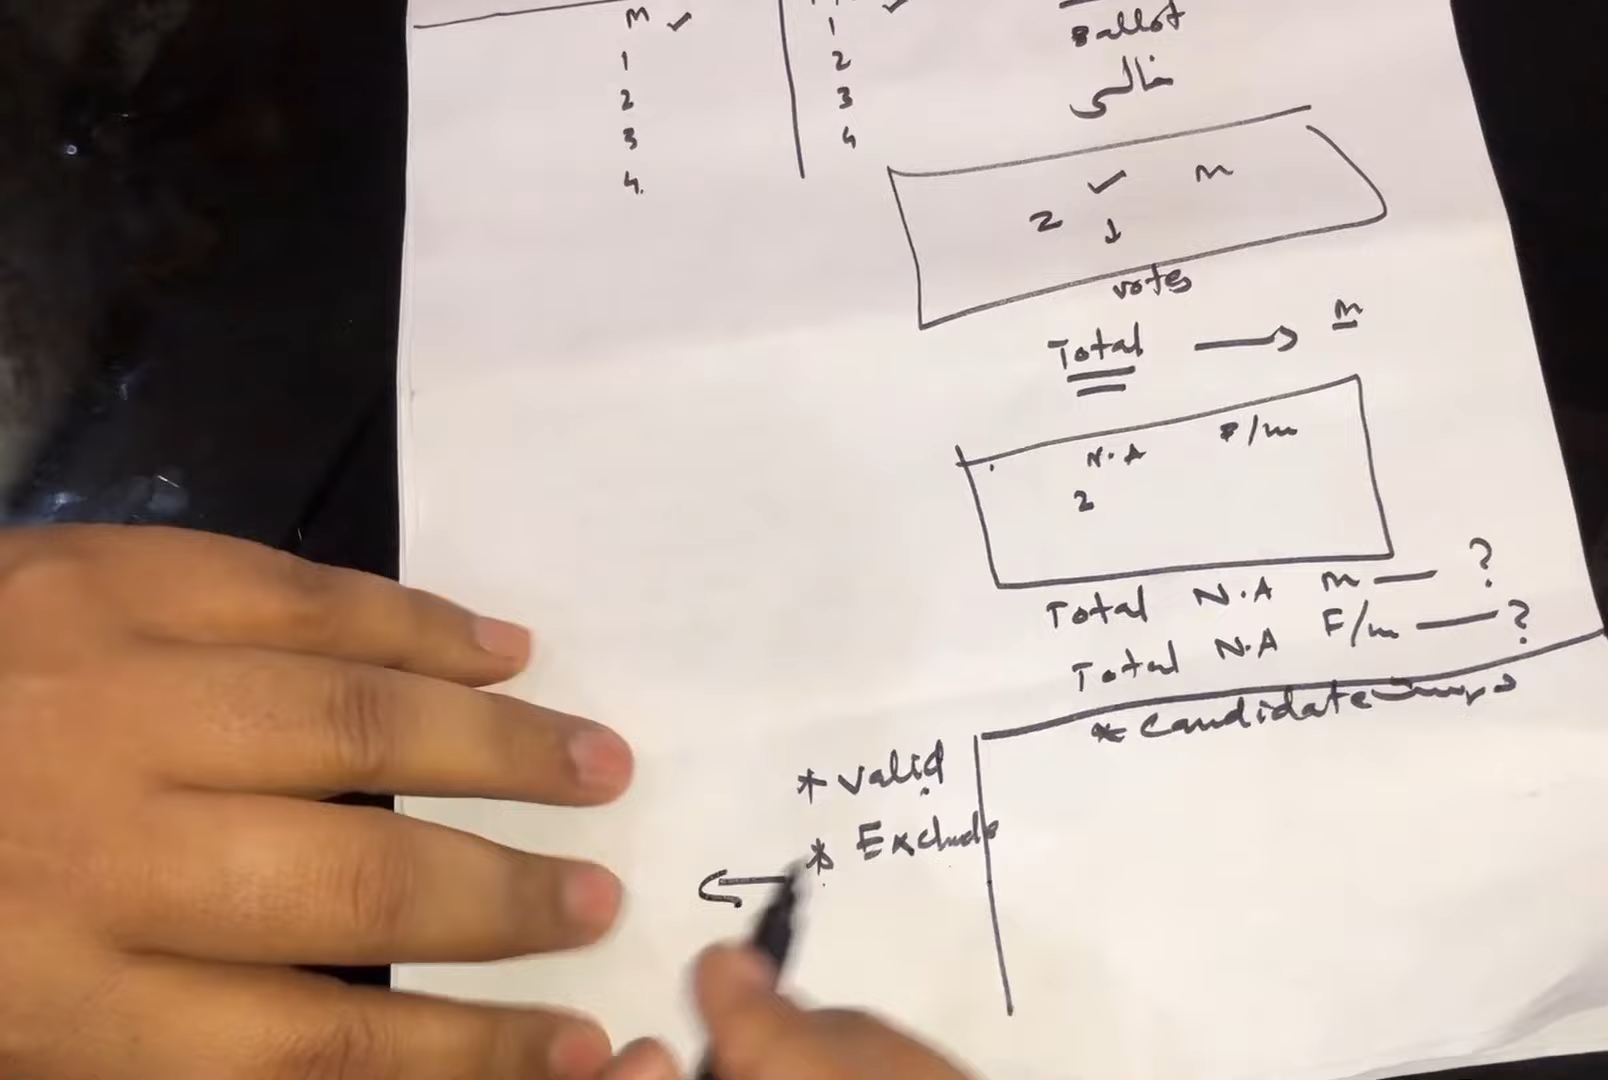 m ✓
1
2
3
4.
1 ✓
2
3
4
Ballot
خالی
✓ m
2 ↓
votes
Total → m
N.A F/m
2
Total N.A m — ?
Total N.A F/m — ?
* Candidate
* Valid
* Exclude